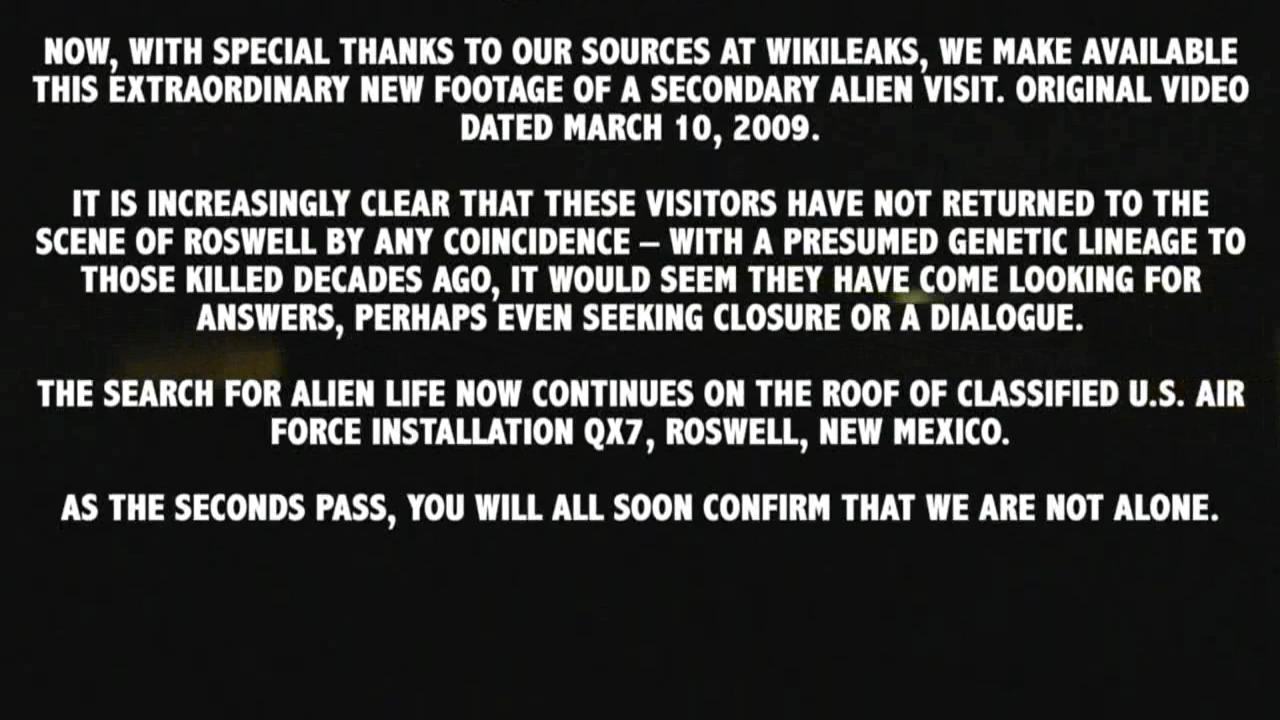 NOW, WITH SPECIAL THANKS TO OUR SOURCES AT WIKILEAKS, WE MAKE AVAILABLE
THIS EXTRAORDINARY NEW FOOTAGE OF A SECONDARY ALIEN VISIT. ORIGINAL VIDEO
DATED MARCH 10, 2009.
IT IS INCREASINGLY CLEAR THAT THESE VISITORS HAVE NOT RETURNED TO THE
SCENE OF ROSWELL BY ANY COINCIDENCE – WITH A PRESUMED GENETIC LINEAGE TO
THOSE KILLED DECADES AGO, IT WOULD SEEM THEY HAVE COME LOOKING FOR
ANSWERS, PERHAPS EVEN SEEKING CLOSURE OR A DIALOGUE.
THE SEARCH FOR ALIEN LIFE NOW CONTINUES ON THE ROOF OF CLASSIFIED U.S. AIR
FORCE INSTALLATION QX7, ROSWELL, NEW MEXICO.
AS THE SECONDS PASS, YOU WILL ALL SOON CONFIRM THAT WE ARE NOT ALONE.